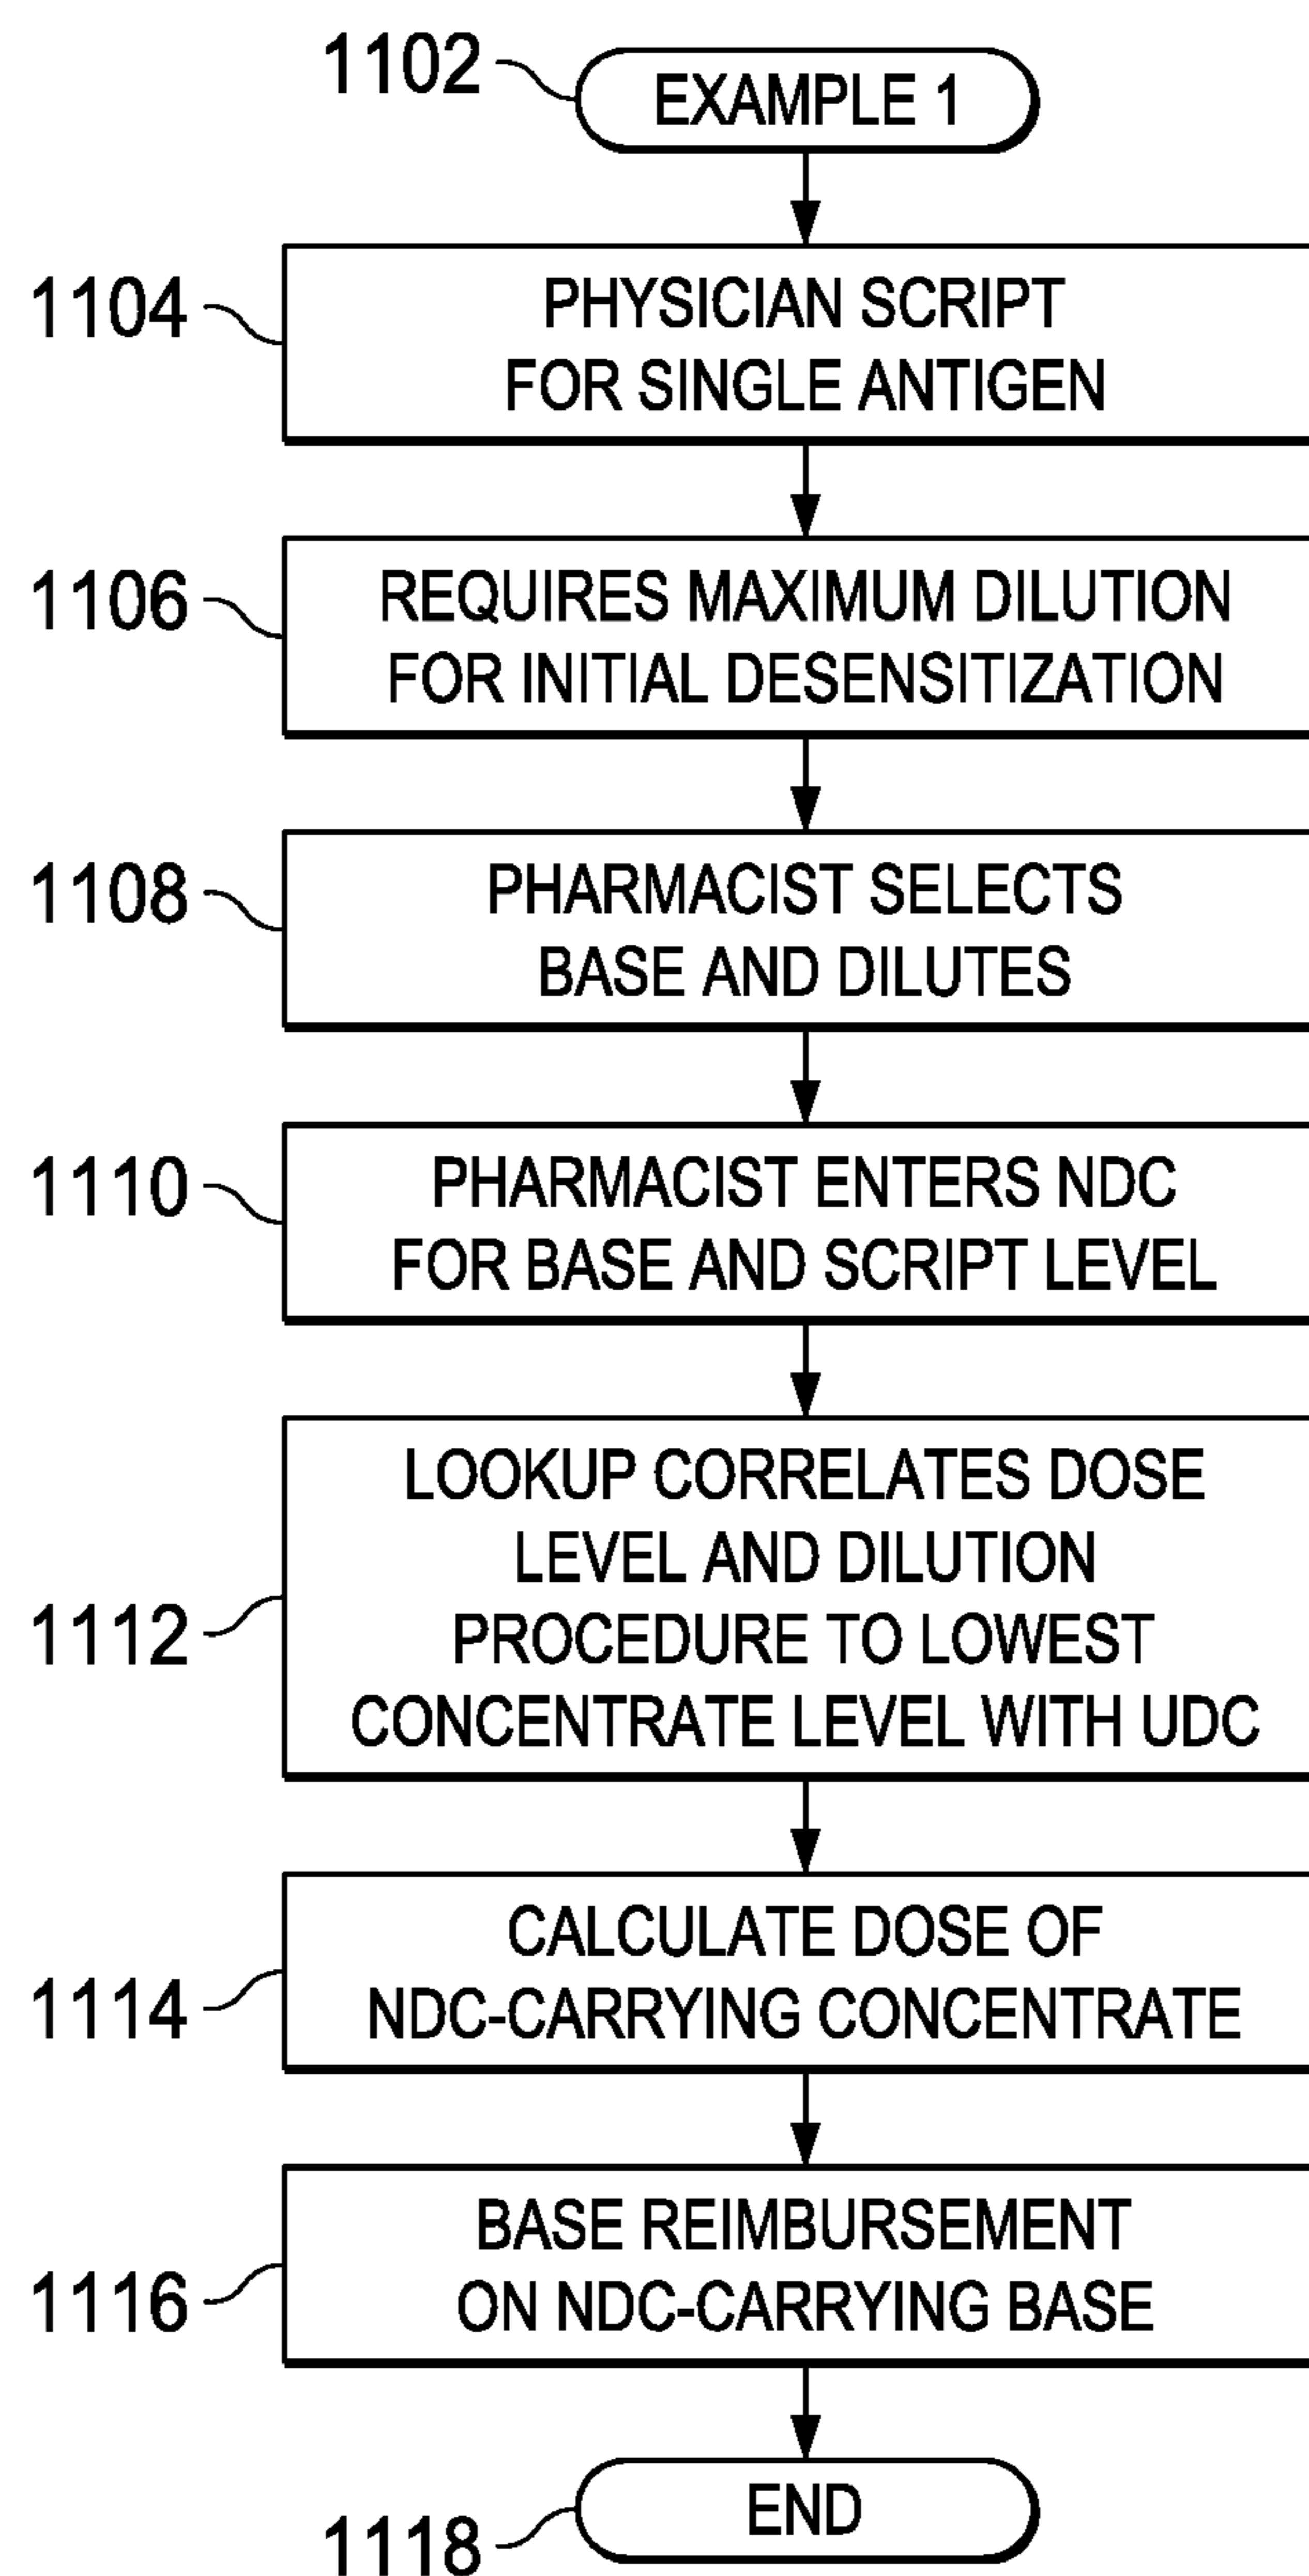 1102
EXAMPLE 1
1104
PHYSICIAN SCRIPT
FOR SINGLE ANTIGEN
1106
REQUIRES MAXIMUM DILUTION
FOR INITIAL DESENSITIZATION
1108
PHARMACIST SELECTS
BASE AND DILUTES
1110
PHARMACIST ENTERS NDC
FOR BASE AND SCRIPT LEVEL
1112
LOOKUP CORRELATES DOSE
LEVEL AND DILUTION
PROCEDURE TO LOWEST
CONCENTRATE LEVEL WITH UDC
1114
CALCULATE DOSE OF
NDC-CARRYING CONCENTRATE
1116
BASE REIMBURSEMENT
ON NDC-CARRYING BASE
1118
END